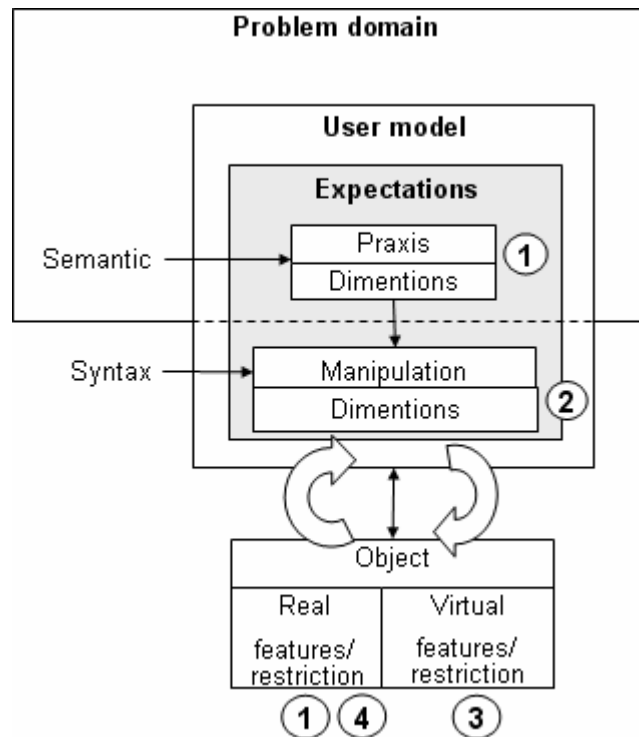 Problem domain
User model
Expectations
Semantic
Praxis
1
Dimentions
Syntax
Manipulation
2
Dimentions
Object
Real
Virtual
features/
restriction
features/
restriction
1
4
3